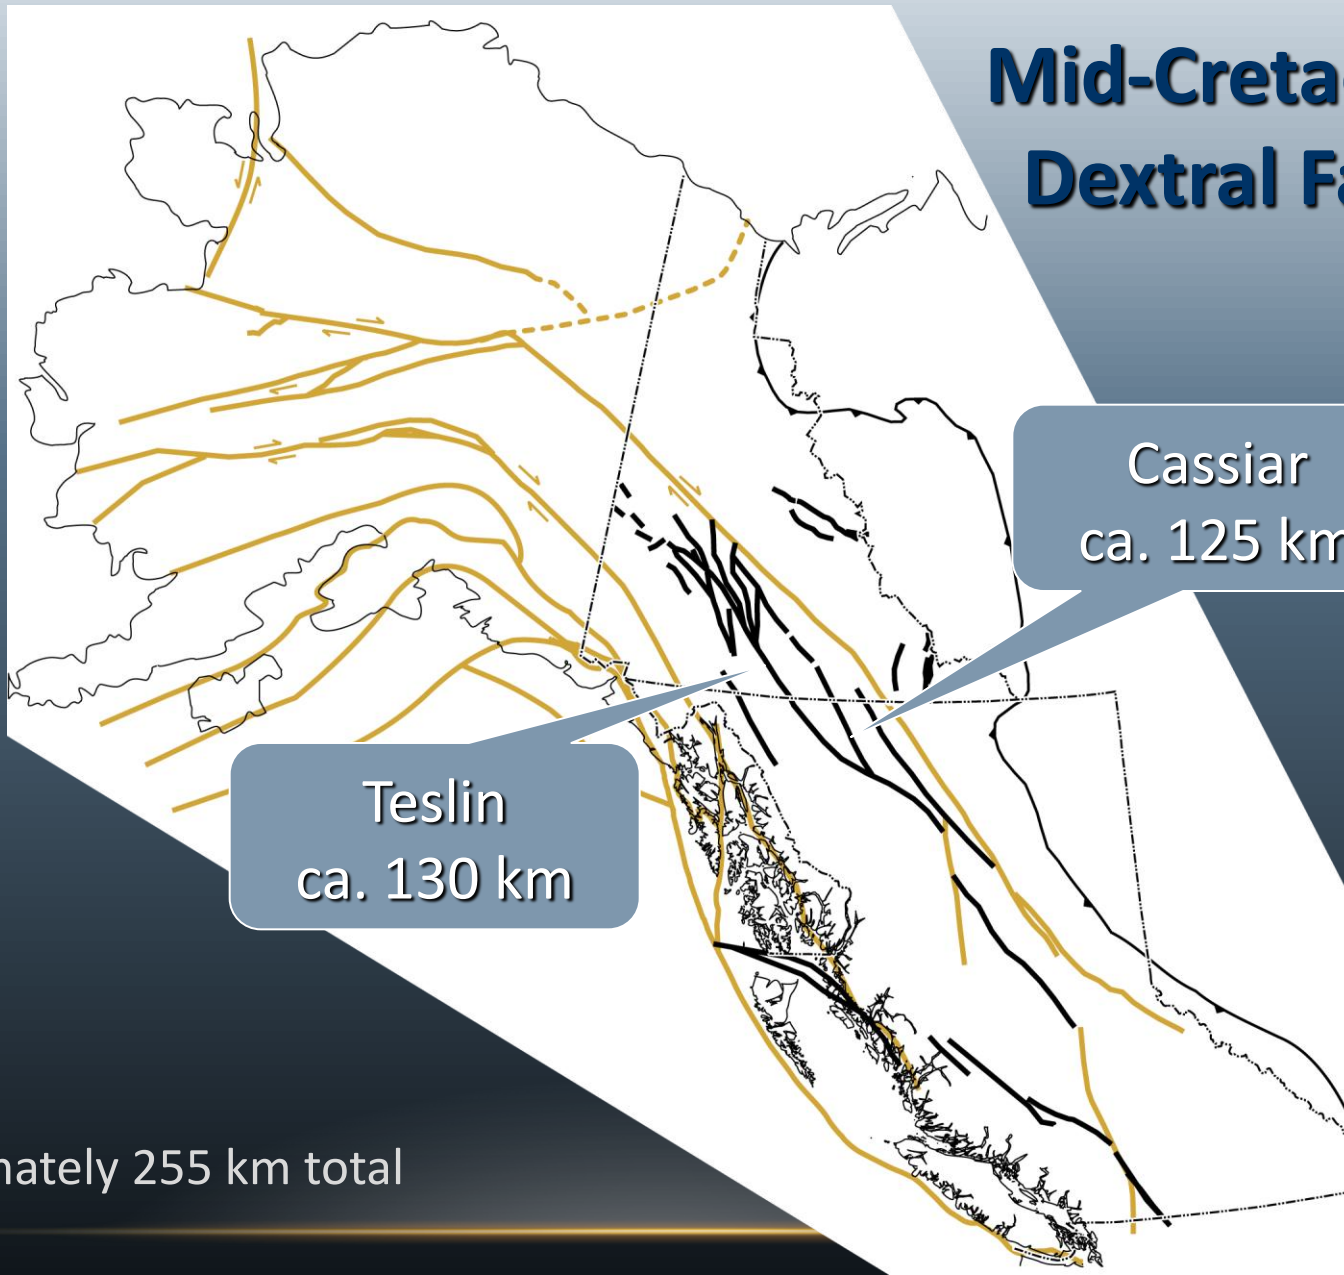 Mid-Creta
Dextral Fa
Cassiar
ca. 125 km
Teslin
ca. 130 km
nately 255 km total